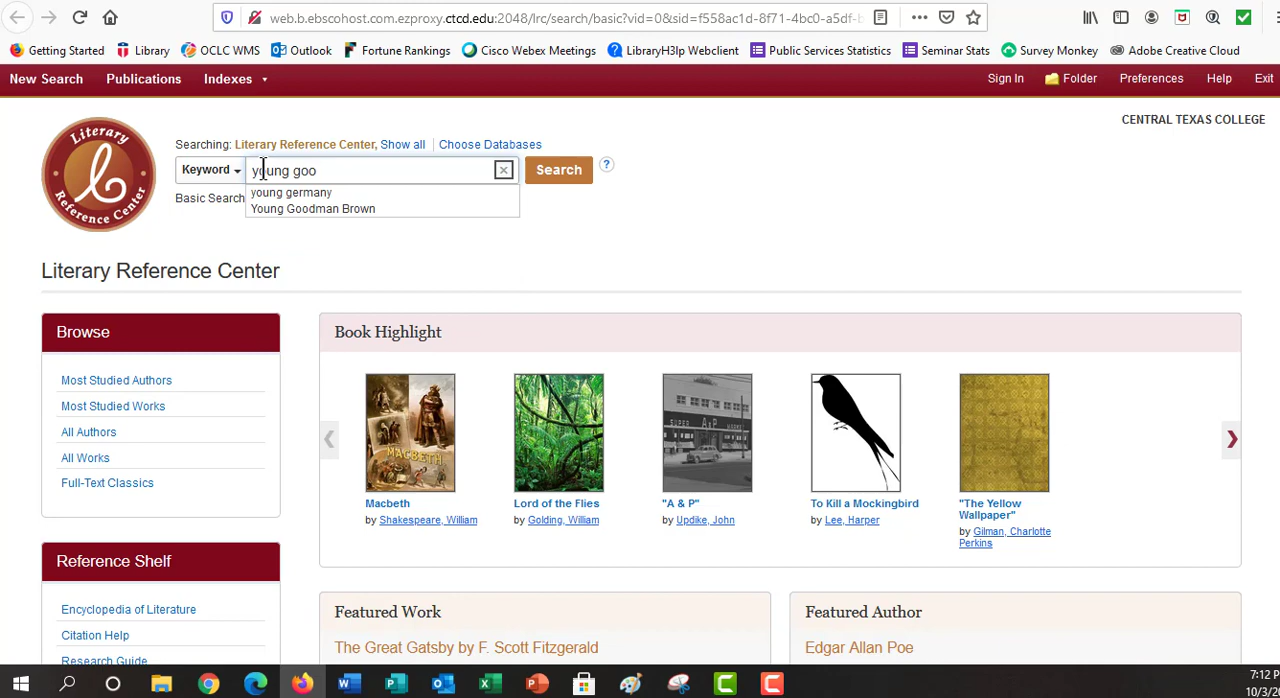 web.b.ebscohost.com.ezproxy.ctcd.edu:2048/lrc/search/basic?vid=0&sid=f558ac1d-8f71-4bc0-a5df-b
Getting Started Library OCLC WMS Outlook Fortune Rankings Cisco Webex Meetings LibraryH3lp Webclient Public Services Statistics Seminar Stats Survey Monkey Adobe Creative Cloud
New Search Publications Indexes Sign In Folder Preferences Help Exit
CENTRAL TEXAS COLLEGE
Literary Reference Center
Searching: Literary Reference Center, Show all Choose Databases
Keyword young goo Search ?
young germany
Basic Search Young Goodman Brown
Literary Reference Center
Browse
Most Studied Authors
Most Studied Works
All Authors
All Works
Full-Text Classics
Book Highlight
SUPER A&P MARKET
MACBETH
Macbeth
by Shakespeare, William
Lord of the Flies
by Golding, William
"A & P"
by Updike, John
To Kill a Mockingbird
by Lee, Harper
"The Yellow
Wallpaper"
by Gilman, Charlotte
Perkins
Reference Shelf
Encyclopedia of Literature
Citation Help
Research Guide
Featured Work
The Great Gatsby by F. Scott Fitzgerald
Featured Author
Edgar Allan Poe
7:12 P
10/3/20